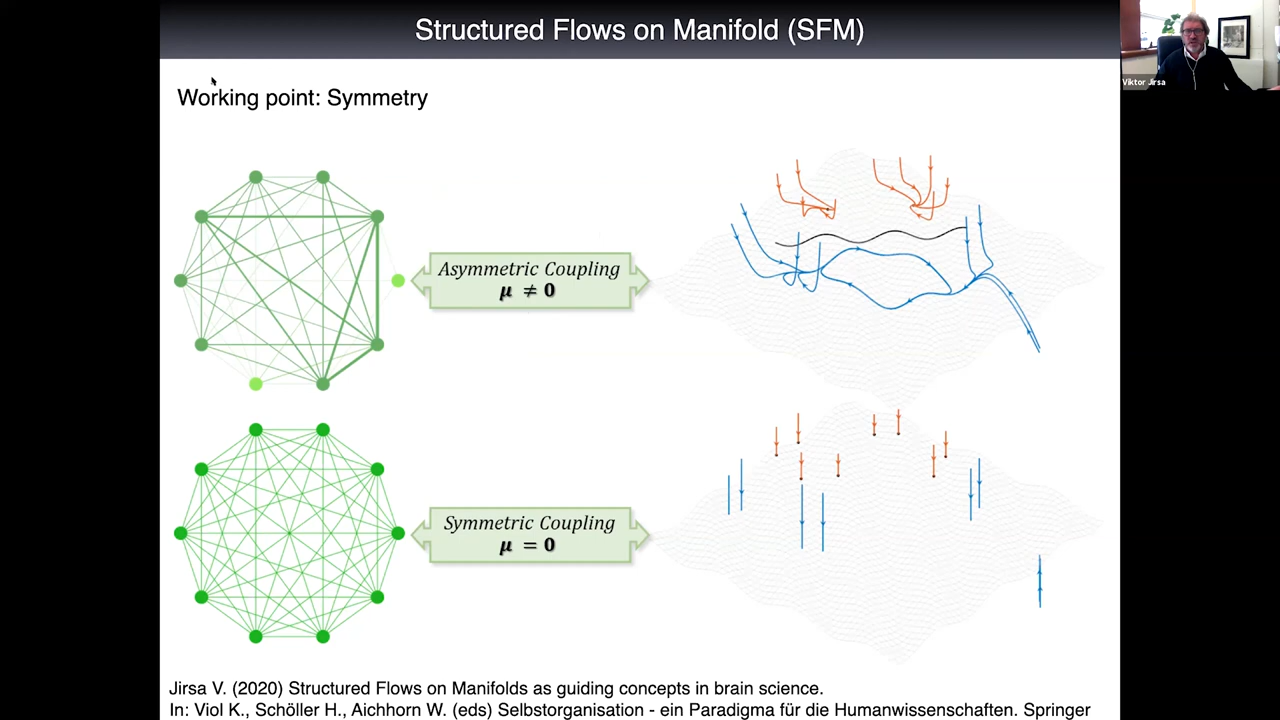 Structured Flows on Manifold (SFM)
Viktor Jirsa
Working point: Symmetry
Asymmetric Coupling
μ ≠ 0
Symmetric Coupling
μ = 0
Jirsa V. (2020) Structured Flows on Manifolds as guiding concepts in brain science.
In: Viol K., Schöller H., Aichhorn W. (eds) Selbstorganisation - ein Paradigma für die Humanwissenschaften. Springer